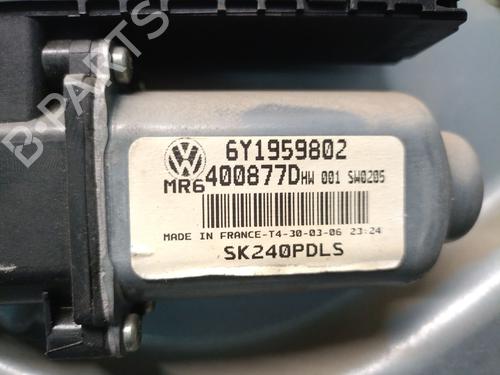 B-PARTS
6Y1959802
MR6400877D HW 001 SW0205
MADE IN FRANCE-T4-30-03-06 23:24
SK240PDLS